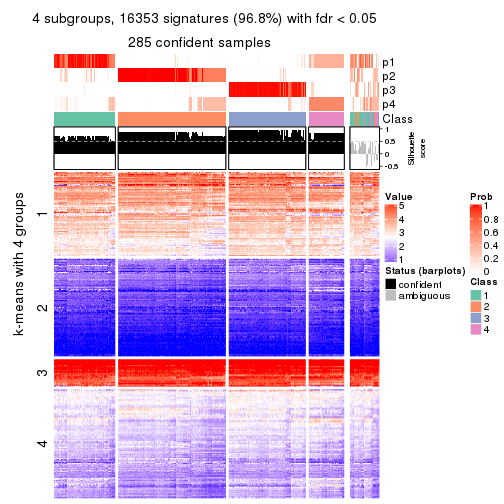 4 subgroups, 16353 signatures (96.8%) with fdr < 0.05
285 confident samples
p1
p2
p3
p4
Class
1
0.5
0
-0.5
Silhouette
score
k-means with 4 groups
1
2
3
4
Value
5
4
3
2
1
Status (barplots)
confident
ambiguous
Prob
1
0.8
0.6
0.4
0.2
0
Class
1
2
3
4